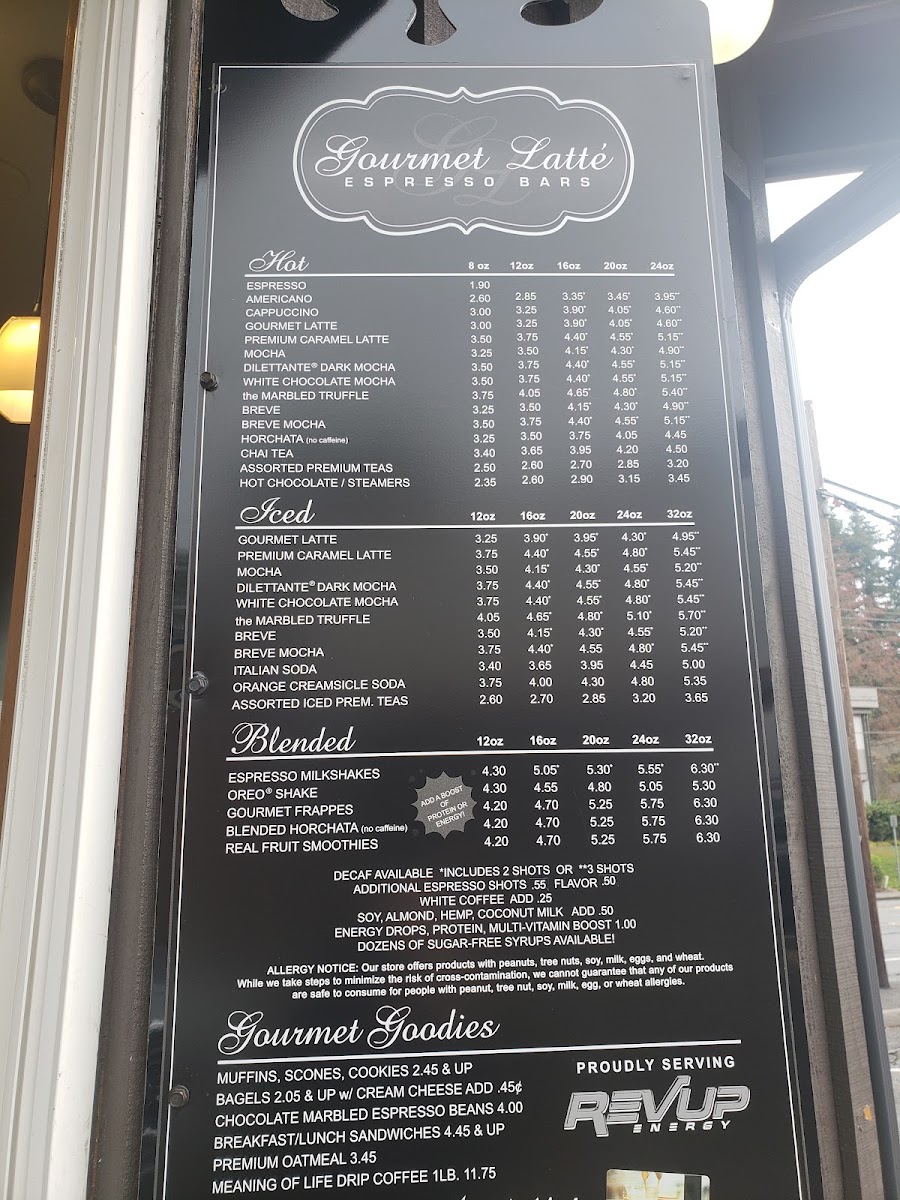 Gourmet Latté
ESPRESSO BARS
Hot 8 oz 12oz 16oz 20oz 24oz
ESPRESSO 1.90
AMERICANO 2.60 2.85 3.35* 3.45* 3.95**
CAPPUCCINO 3.00 3.25 3.90* 4.05* 4.60**
GOURMET LATTE 3.00 3.25 3.90* 4.05* 4.60**
PREMIUM CARAMEL LATTE 3.50 3.75 4.40* 4.55* 5.15**
MOCHA 3.25 3.50 4.15* 4.30* 4.90**
DILETTANTE® DARK MOCHA 3.50 3.75 4.40* 4.55* 5.15**
WHITE CHOCOLATE MOCHA 3.50 3.75 4.40* 4.55* 5.15**
the MARBLED TRUFFLE 3.75 4.05 4.65* 4.80* 5.40**
BREVE 3.25 3.50 4.15* 4.30* 4.90**
BREVE MOCHA 3.50 3.75 4.40* 4.55* 5.15**
HORCHATA (no caffeine) 3.25 3.50 3.75 4.05 4.45
CHAI TEA 3.40 3.65 3.95 4.20 4.50
ASSORTED PREMIUM TEAS 2.50 2.60 2.70 2.85 3.20
HOT CHOCOLATE / STEAMERS 2.35 2.60 2.90 3.15 3.45
Iced 12oz 16oz 20oz 24oz 32oz
GOURMET LATTE 3.25 3.90* 3.95* 4.30* 4.95**
PREMIUM CARAMEL LATTE 3.75 4.40* 4.55* 4.80* 5.45**
MOCHA 3.50 4.15* 4.30* 4.55* 5.20**
DILETTANTE® DARK MOCHA 3.75 4.40* 4.55* 4.80* 5.45**
WHITE CHOCOLATE MOCHA 3.75 4.40* 4.55* 4.80* 5.45**
the MARBLED TRUFFLE 4.05 4.65* 4.80* 5.10* 5.70**
BREVE 3.50 4.15* 4.30* 4.55* 5.20**
BREVE MOCHA 3.75 4.40* 4.55 4.80* 5.45**
ITALIAN SODA 3.40 3.65 3.95 4.45 5.00
ORANGE CREAMSICLE SODA 3.75 4.00 4.30 4.80 5.35
ASSORTED ICED PREM. TEAS 2.60 2.70 2.85 3.20 3.65
Blended 12oz 16oz 20oz 24oz 32oz
ESPRESSO MILKSHAKES 4.30 5.05* 5.30* 5.55* 6.30**
OREO® SHAKE 4.30 4.55 4.80 5.05 5.30
GOURMET FRAPPES 4.20 4.70 5.25 5.75 6.30
BLENDED HORCHATA (no caffeine) 4.20 4.70 5.25 5.75 6.30
REAL FRUIT SMOOTHIES 4.20 4.70 5.25 5.75 6.30
ADD A BOOST
OF
PROTEIN OR
ENERGY!
DECAF AVAILABLE *INCLUDES 2 SHOTS OR **3 SHOTS
ADDITIONAL ESPRESSO SHOTS .55 FLAVOR .50
WHITE COFFEE ADD .25
SOY, ALMOND, HEMP, COCONUT MILK ADD .50
ENERGY DROPS, PROTEIN, MULTI-VITAMIN BOOST 1.00
DOZENS OF SUGAR-FREE SYRUPS AVAILABLE!
ALLERGY NOTICE: Our store offers products with peanuts, tree nuts, soy, milk, eggs, and wheat.
While we take steps to minimize the risk of cross-contamination, we cannot guarantee that any of our products
are safe to consume for people with peanut, tree nut, soy, milk, egg, or wheat allergies.
Gourmet Goodies
MUFFINS, SCONES, COOKIES 2.45 & UP
BAGELS 2.05 & UP w/ CREAM CHEESE ADD .45¢
CHOCOLATE MARBLED ESPRESSO BEANS 4.00
BREAKFAST/LUNCH SANDWICHES 4.45 & UP
PREMIUM OATMEAL 3.45
MEANING OF LIFE DRIP COFFEE 1LB. 11.75
PROUDLY SERVING
REVUP
ENERGY